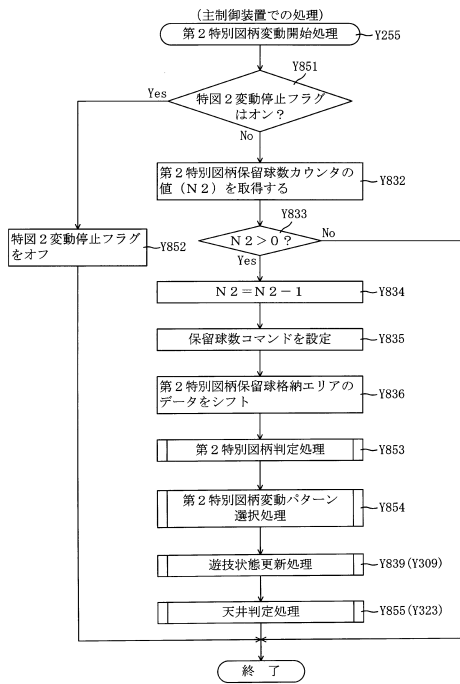 (主制御装置での処理)
第2特別図柄変動開始処理
Y255
Y851
Yes
特図2変動停止フラグ
はオン?
No
第2特別図柄保留球数カウンタの
値(N2)を取得する
Y832
Y833
特図2変動停止フラグ
をオフ
Y852
N2>0?
No
Yes
N2=N2-1
Y834
保留球数コマンドを設定
Y835
第2特別図柄保留球格納エリアの
データをシフト
Y836
第2特別図柄判定処理
Y853
第2特別図柄変動パターン
選択処理
Y854
遊技状態更新処理
Y839(Y309)
天井判定処理
Y855(Y323)
終 了